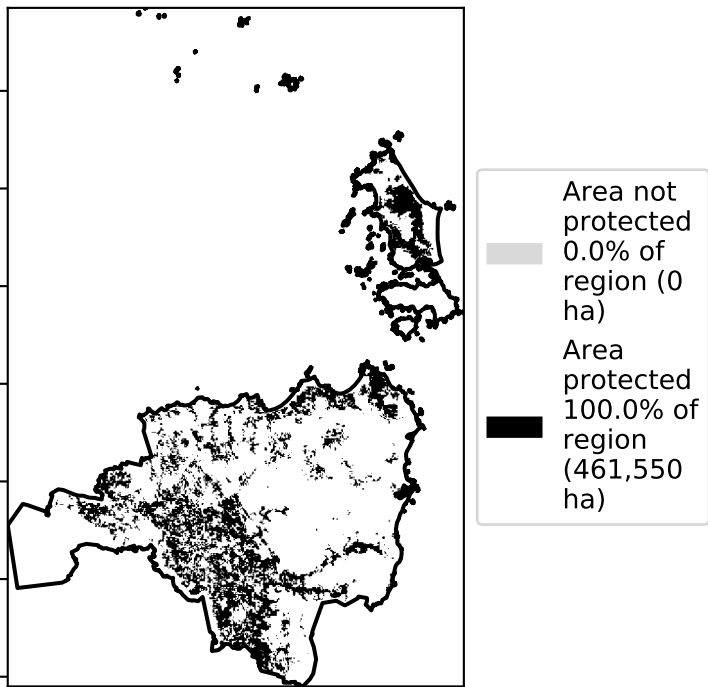 Area not
protected
0.0% of
region (0
ha)
Area
protected
100.0% of
region
(461,550
ha)